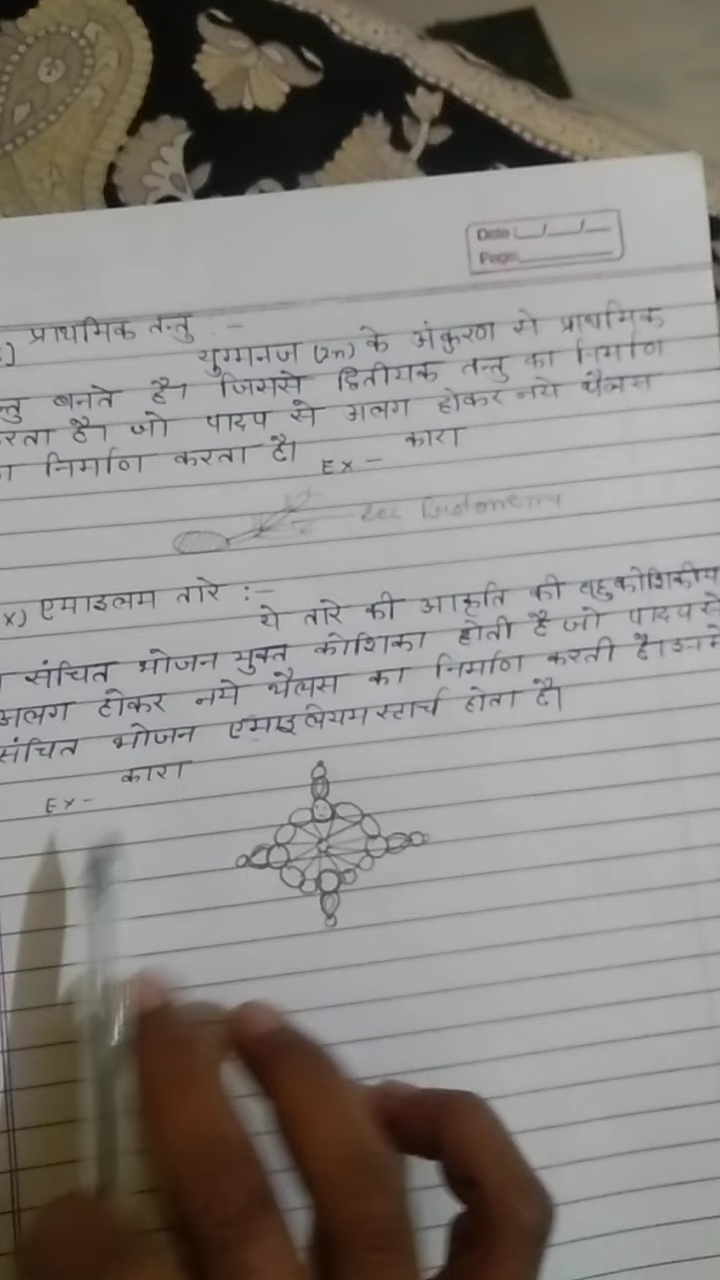 Date
Page
) प्राथमिक तन्तु :-
युग्मनज (2n) के अंकुरण से प्राथमिक
न्तु बनते है। जिससे द्वितीयक तन्तु का निर्माण
रता है। जो पादप से अलग होकर नये थैलस
ा निर्माण करता है।
Ex - कारा
x) एमाइलम तारे :-
ये तारे की आकृति की बहुकोशिकीय
संचित भोजन युक्त कोशिका होती है जो पादप से
अलग होकर नये थैलस का निर्माण करती है। इनमे
संचित भोजन एमाइलेयम स्टार्च होता है।
Ex - कारा